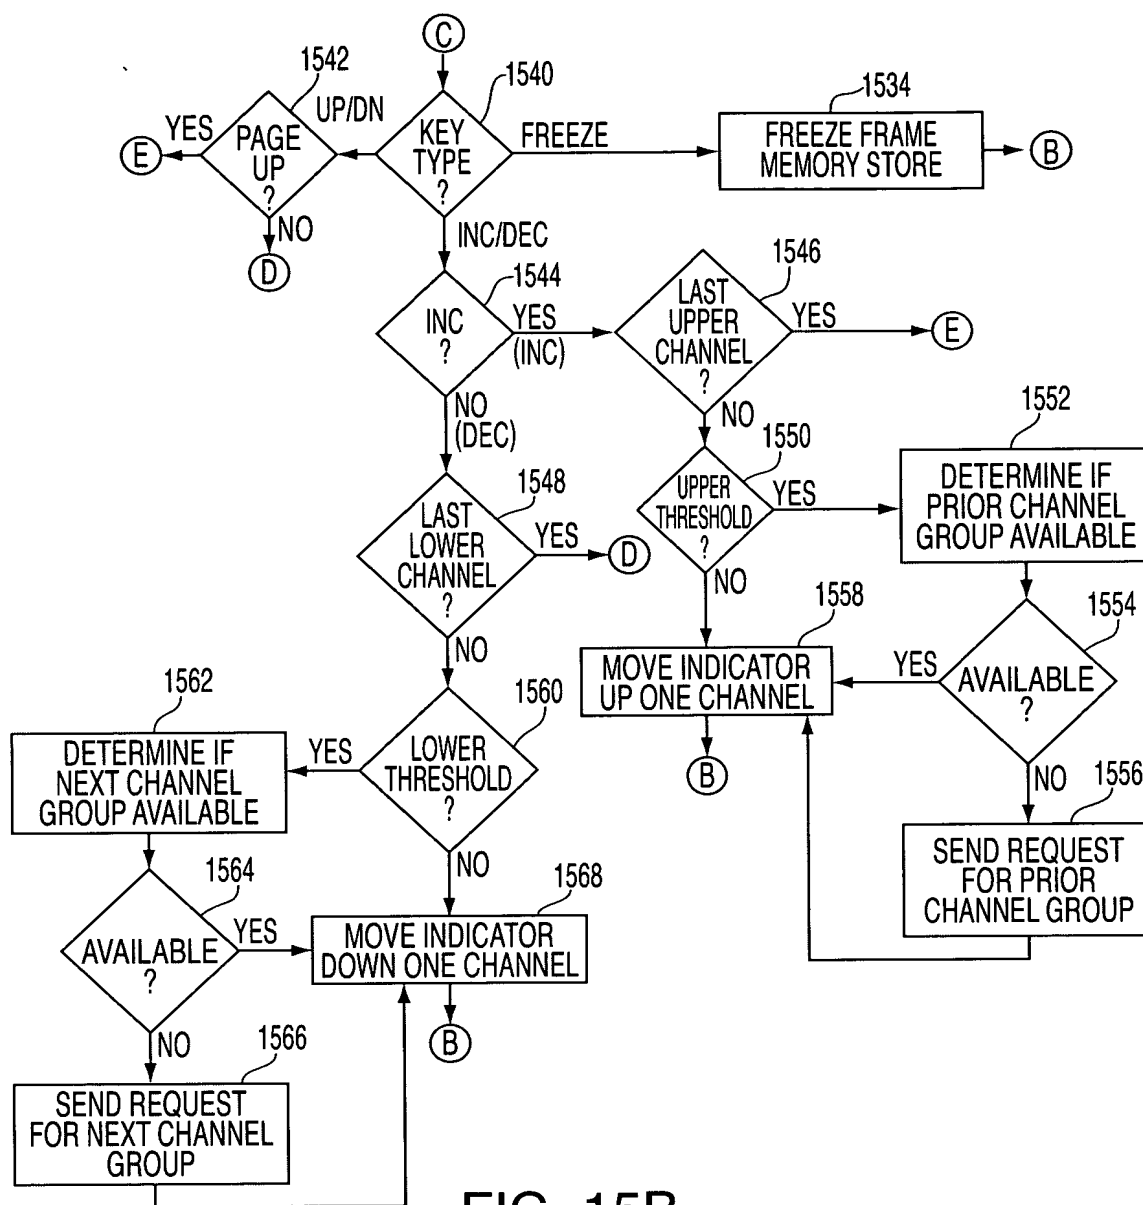 C
1542
1540
1534
UP/DN
YES
PAGE
UP
?
KEY
TYPE
?
FREEZE
FREEZE FRAME
MEMORY STORE
E
B
NO
D
INC/DEC
1544
1546
INC
?
YES
(INC)
LAST
UPPER
CHANNEL
?
YES
E
NO
(DEC)
NO
1550
1552
1548
UPPER
THRESHOLD
?
YES
DETERMINE IF
PRIOR CHANNEL
GROUP AVAILABLE
LAST
LOWER
CHANNEL
?
YES
D
NO
1558
1554
NO
MOVE INDICATOR
UP ONE CHANNEL
YES
AVAILABLE
?
1562
1560
DETERMINE IF
NEXT CHANNEL
GROUP AVAILABLE
YES
LOWER
THRESHOLD
?
B
NO
1556
SEND REQUEST
FOR PRIOR
CHANNEL GROUP
1564
NO
1568
AVAILABLE
?
YES
MOVE INDICATOR
DOWN ONE CHANNEL
B
NO
1566
SEND REQUEST
FOR NEXT CHANNEL
GROUP
FIG. 15B